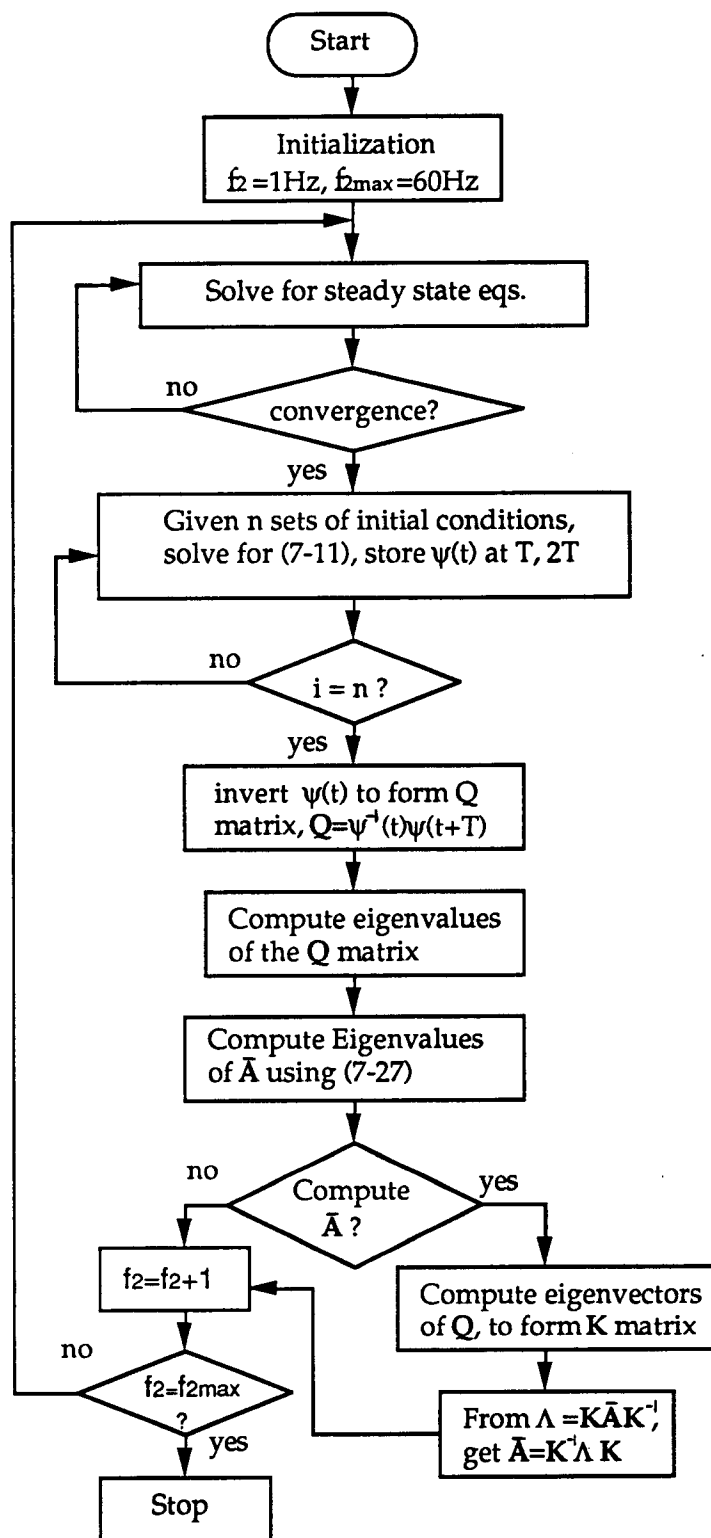 Start
Initialization
f2 =1Hz, f2max=60Hz
Solve for steady state eqs.
no
convergence?
yes
Given n sets of initial conditions,
solve for (7-11), store ψ(t) at T, 2T
no
i = n ?
yes
invert ψ(t) to form Q
matrix, Q=ψ⁻¹(t)ψ(t+T)
Compute eigenvalues
of the Q matrix
Compute Eigenvalues
of Ā using (7-27)
no
Compute
Ā ?
yes
f2=f2+1
Compute eigenvectors
of Q, to form K matrix
no
f2=f2max
?
yes
From Λ =KĀK⁻¹,
get Ā=K⁻¹Λ K
Stop